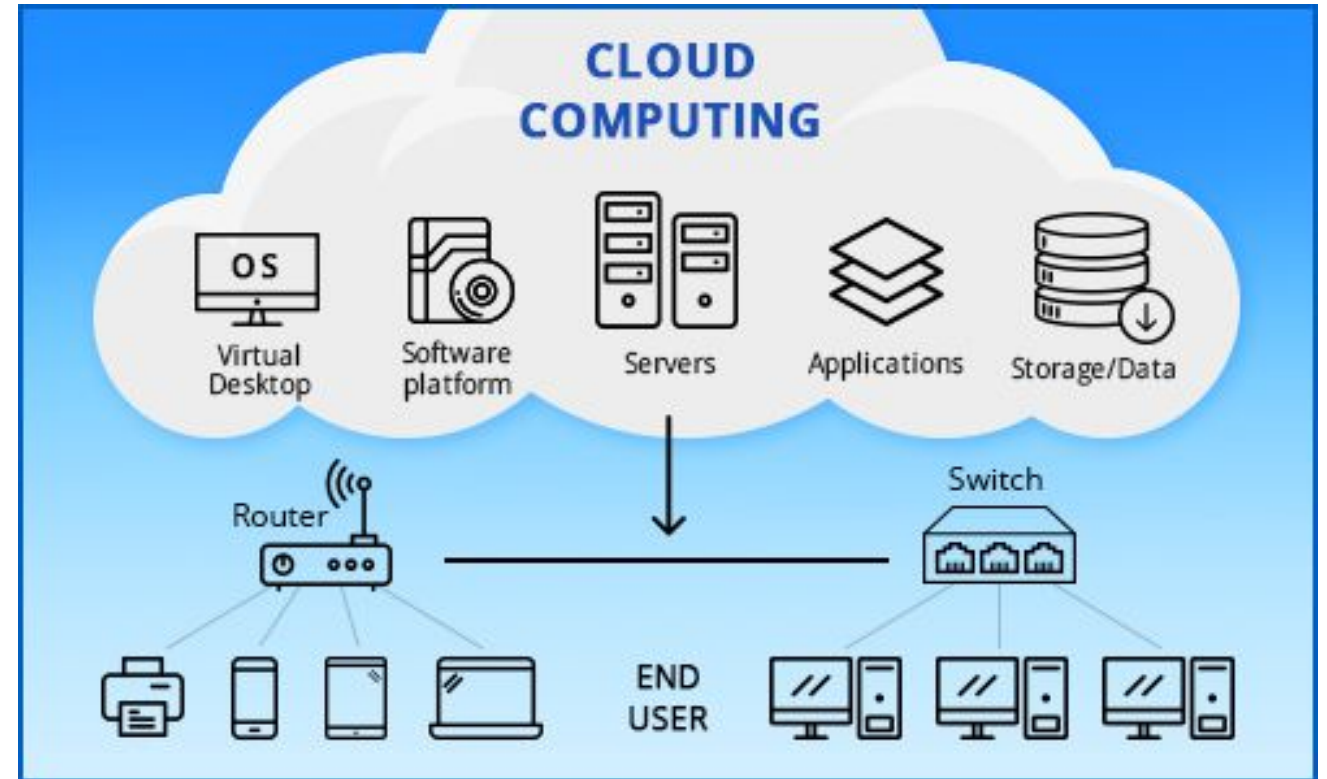 CLOUD
COMPUTING
OS
Virtual
Desktop
Software
platform
Servers
Applications
Storage/Data
Router
Switch
END
USER